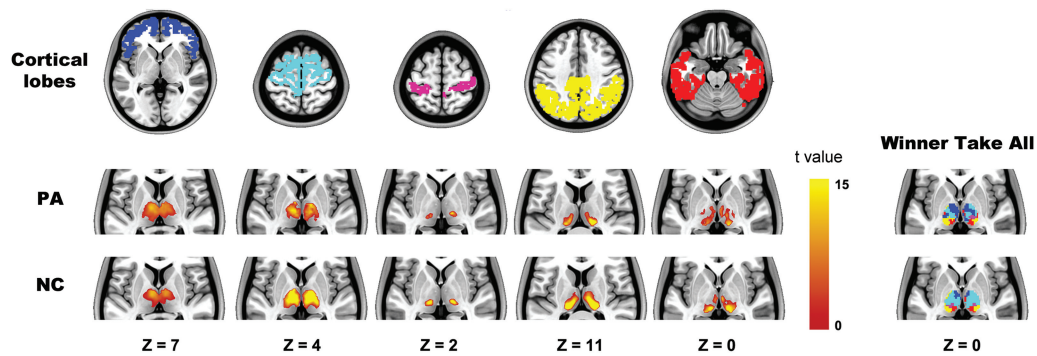 Cortical
lobes
Winner Take All
t value
PA
15
NC
0
Z = 7
Z = 4
Z = 2
Z = 11
Z = 0
Z = 0